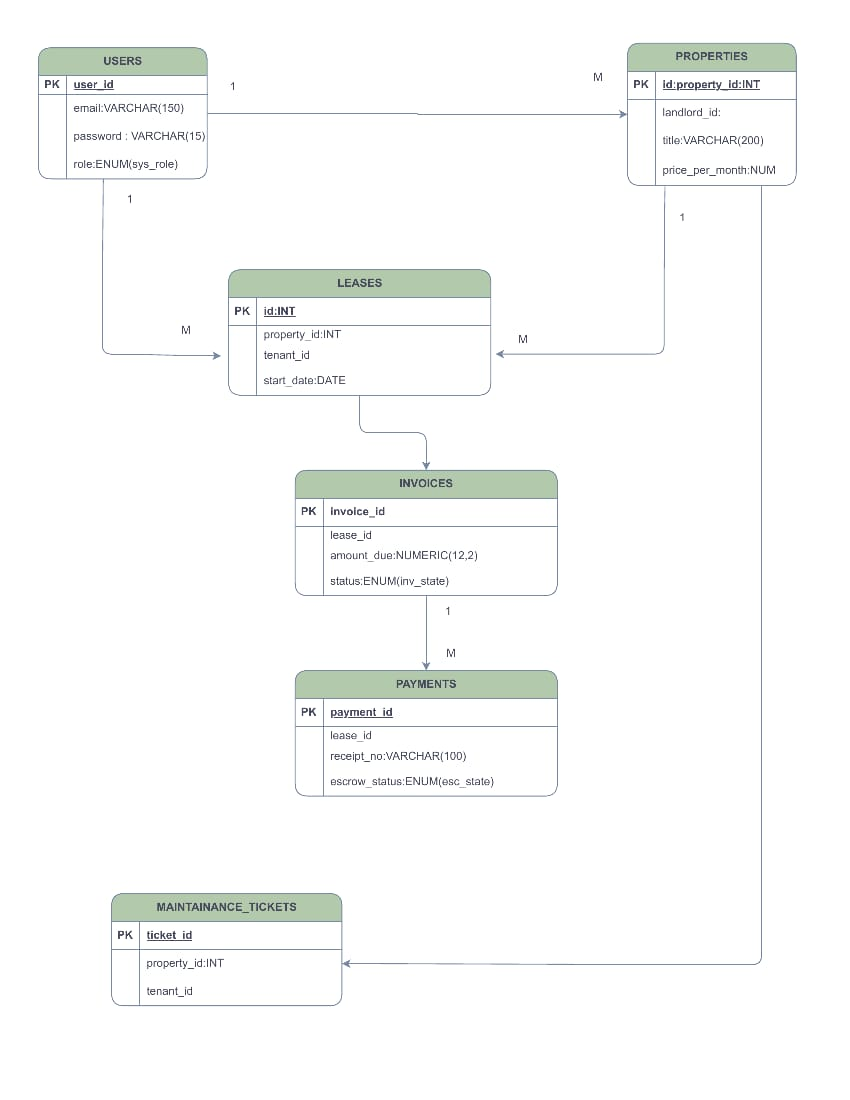 USERS
PK user_id
email:VARCHAR(150)
password : VARCHAR(15)
role:ENUM(sys_role)
1
M
PROPERTIES
PK id:property_id:INT
landlord_id:
title:VARCHAR(200)
price_per_month:NUM
1
1
M
M
LEASES
PK id:INT
property_id:INT
tenant_id
start_date:DATE
INVOICES
PK invoice_id
lease_id
amount_due:NUMERIC(12,2)
status:ENUM(inv_state)
1
M
PAYMENTS
PK payment_id
lease_id
receipt_no:VARCHAR(100)
escrow_status:ENUM(esc_state)
MAINTAINANCE_TICKETS
PK ticket_id
property_id:INT
tenant_id